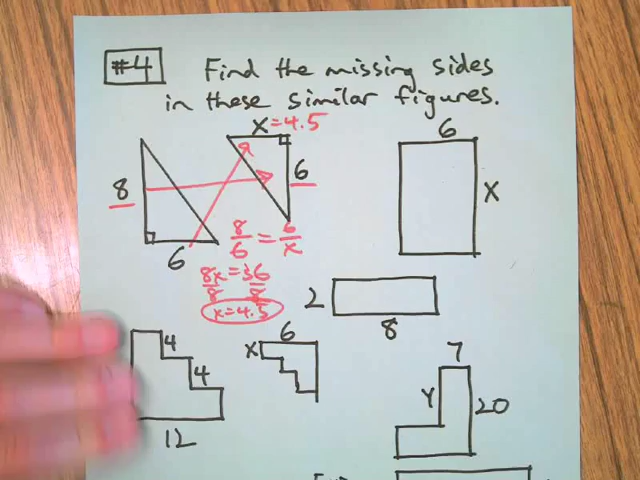 #4 Find the missing sides
in these similar figures.
x=4.5
8
6
6
8/6 = 6/x
8x/8 = 36/8
x=4.5
6
x
2
8
4
4
12
x
6
7
y
20